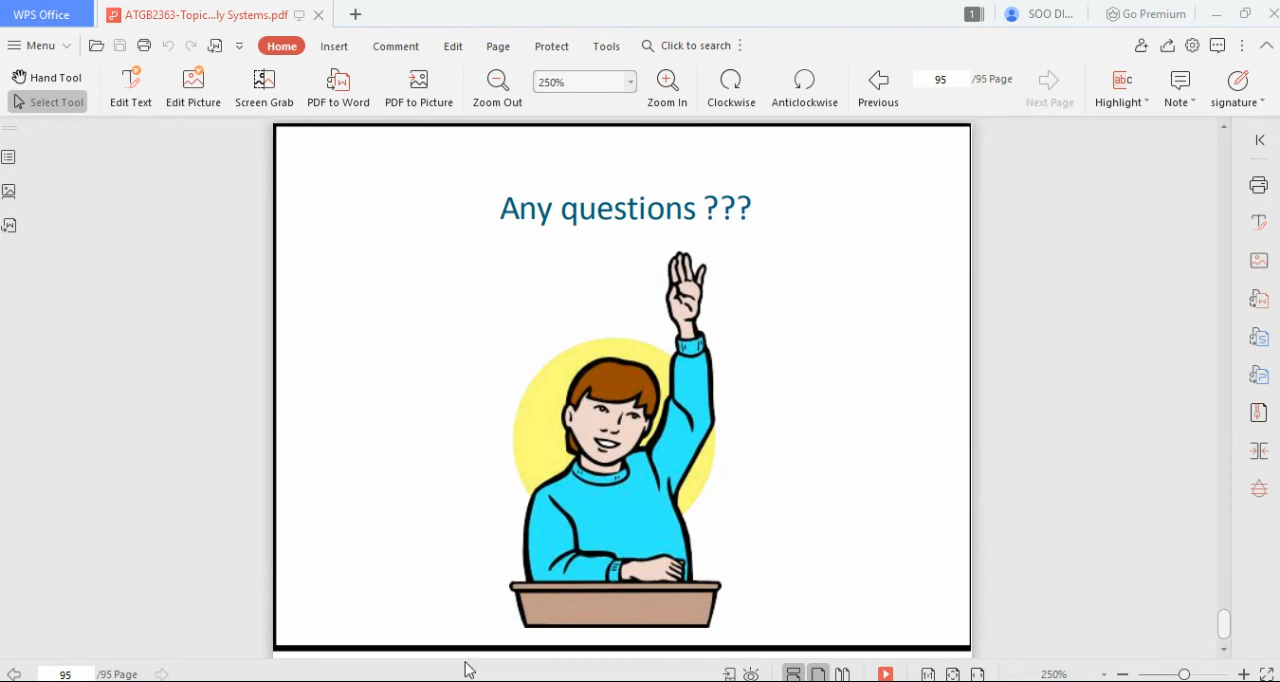 WPS Office
ATGB2363-Topic...ly Systems.pdf
1
SOO DI...
Go Premium
Menu
Home
Insert
Comment
Edit
Page
Protect
Tools
Click to search
Hand Tool
Select Tool
Edit Text
Edit Picture
Screen Grab
PDF to Word
PDF to Picture
Zoom Out
250%
Zoom In
Clockwise
Anticlockwise
Previous
95 /95 Page
Next Page
abc
Highlight
Note
signature
Any questions ???
95 /95 Page
250%